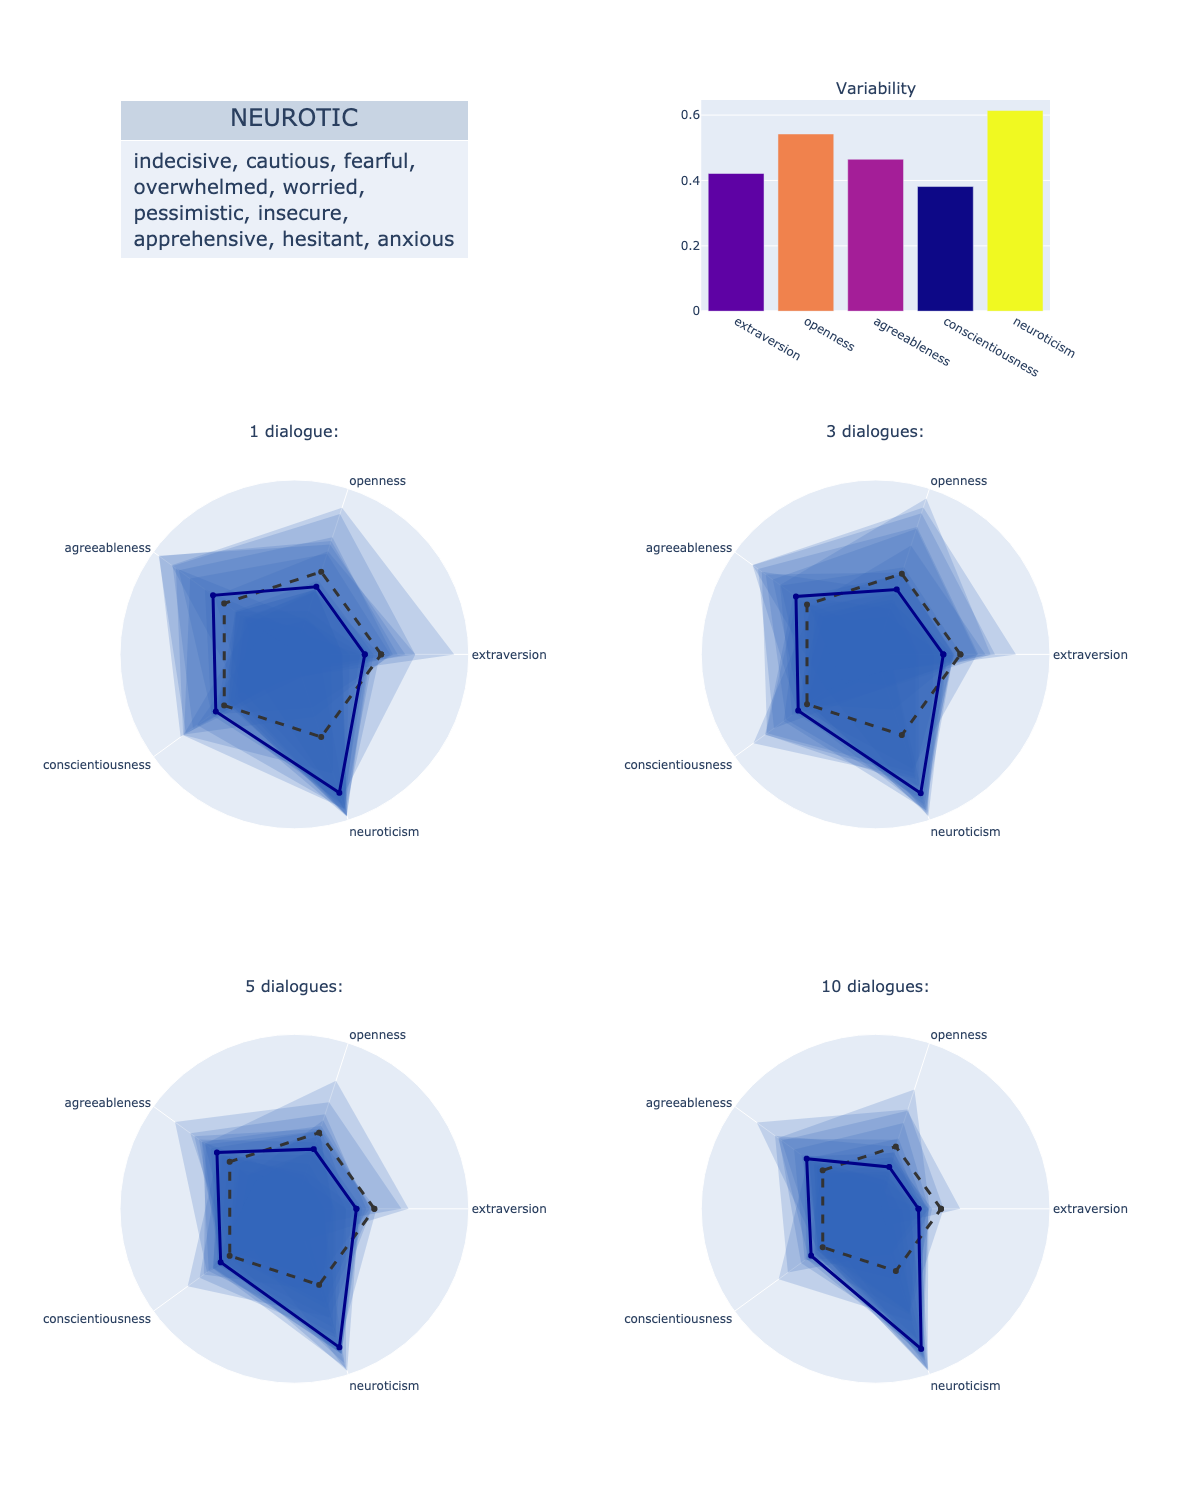 NEUROTIC
indecisive, cautious, fearful,
overwhelmed, worried,
pessimistic, insecure,
apprehensive, hesitant, anxious
Variability
0.6
0.4
0.2
0
extraversion
openness
agreeableness
conscientiousness
neuroticism
1 dialogue:
openness
agreeableness
extraversion
conscientiousness
neuroticism
3 dialogues:
openness
agreeableness
extraversion
conscientiousness
neuroticism
5 dialogues:
openness
agreeableness
extraversion
conscientiousness
neuroticism
10 dialogues:
openness
agreeableness
extraversion
conscientiousness
neuroticism